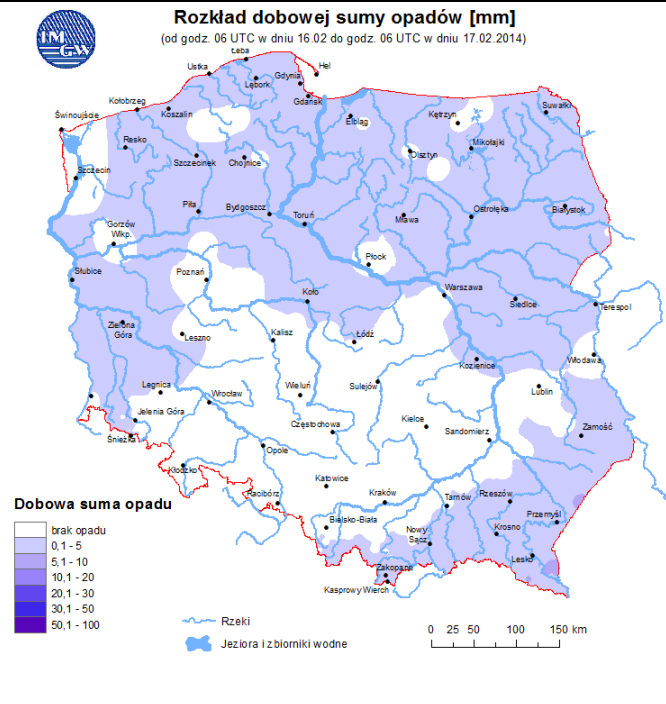 Rozkład dobowej sumy opadów [mm]
(od godz. 06 UTC w dniu 16.02 do godz. 06 UTC w dniu 17.02.2014)
IM
GW
Łeba
Hel
Ustka
Gdynia
Lębork
Kołobrzeg
Gdańsk
Suwałki
Świnoujście
Koszalin
Elbląg
Kętrzyn
Resko
Mikołajki
Szczecinek
Chojnice
Olsztyn
Szczecin
Piła
Bydgoszcz
Toruń
Mława
Ostrołęka
Białystok
Gorzów
Wlkp.
Płock
Słubice
Poznań
Koło
Warszawa
Siedlce
Terespol
Zielona
Góra
Leszno
Kalisz
Łódź
Kozienice
Włodawa
Legnica
Wrocław
Wieluń
Sulejów
Lublin
Jelenia Góra
Częstochowa
Kielce
Sandomierz
Zamość
Śnieżka
Opole
Kłodzko
Katowice
Racibórz
Kraków
Tarnów
Rzeszów
Przemyśl
Bielsko-Biała
Nowy
Sącz
Krosno
Lesko
Zakopane
Kasprowy Wierch
Dobowa suma opadu
brak opadu
0,1 - 5
5,1 - 10
10,1 - 20
20,1 - 30
30,1 - 50
50,1 - 100
Rzeki
Jeziora i zbiorniki wodne
0 25 50 100 150 km